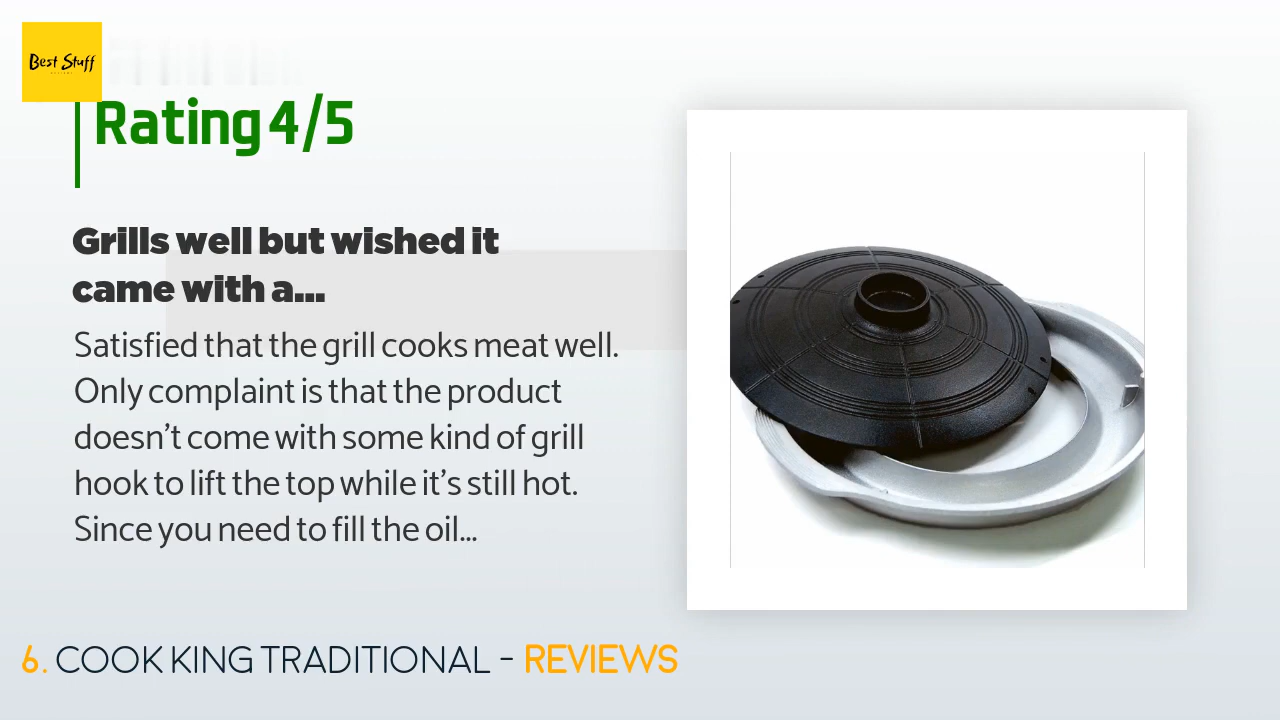 Best Stuff
Rating 4/5
Grills well but wished it
came with a...
Satisfied that the grill cooks meat well.
Only complaint is that the product
doesn't come with some kind of grill
hook to lift the top while it's still hot.
Since you need to fill the oil...
6. COOK KING TRADITIONAL - REVIEWS